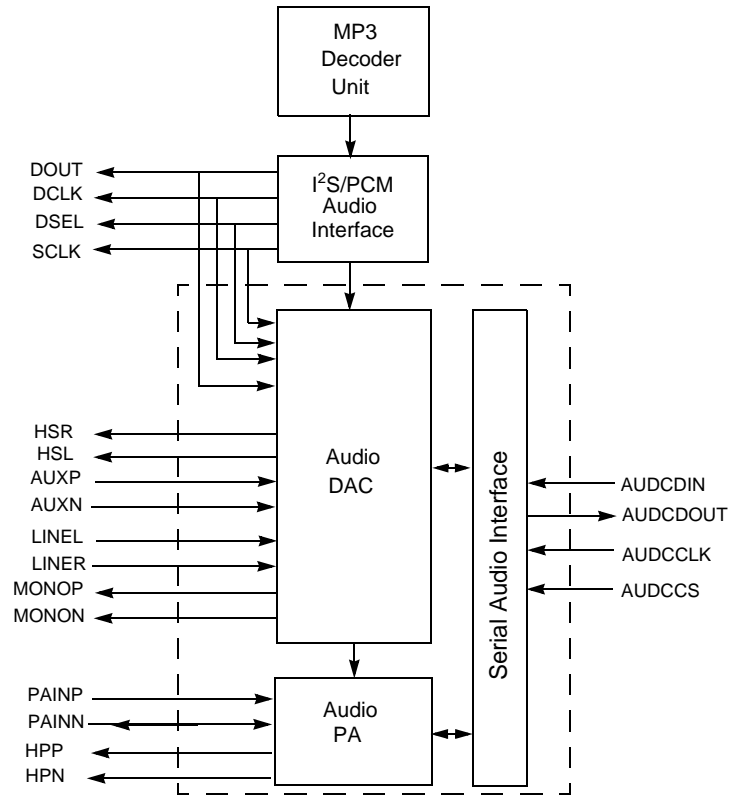 MP3
Decoder
Unit
I²S/PCM
Audio
Interface
DOUT
DCLK
DSEL
SCLK
HSR
HSL
AUXP
AUXN
LINEL
LINER
MONOP
MONON
Audio
DAC
Serial Audio Interface
AUDCDIN
AUDCDOUT
AUDCCLK
AUDCCS
PAINP
PAINN
HPP
HPN
Audio
PA